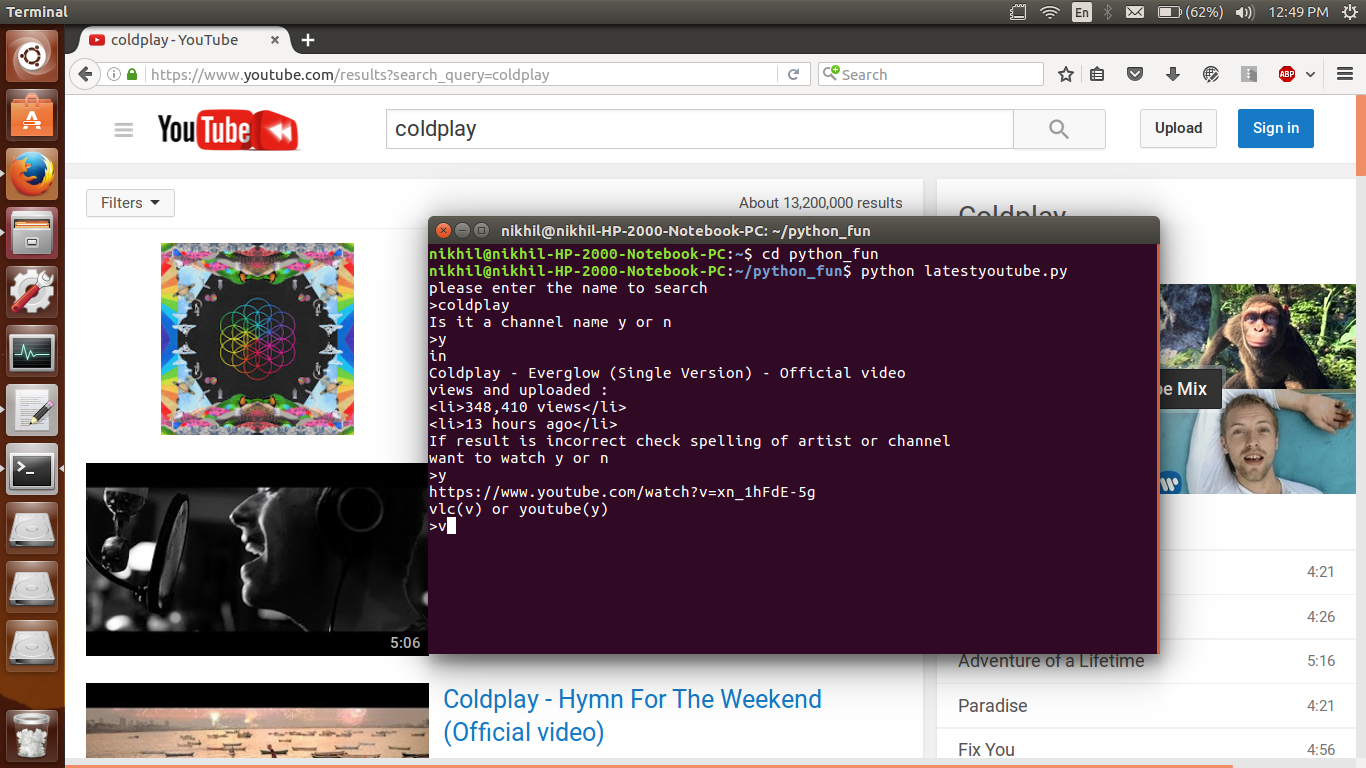 Terminal
En
(62%)
12:49 PM
coldplay - YouTube
https://www.youtube.com/results?search_query=coldplay
Search
ABP
YouTube
coldplay
Upload
Sign in
Filters
About 13,200,000 results
Coldplay
nikhil@nikhil-HP-2000-Notebook-PC: ~/python_fun
nikhil@nikhil-HP-2000-Notebook-PC:~$ cd python_fun
nikhil@nikhil-HP-2000-Notebook-PC:~/python_fun$ python latestyoutube.py
please enter the name to search
>coldplay
Is it a channel name y or n
>y
in
Coldplay - Everglow (Single Version) - Official video
views and uploaded :
<li>348,410 views</li>
<li>13 hours ago</li>
If result is incorrect check spelling of artist or channel
want to watch y or n
>y
https://www.youtube.com/watch?v=xn_1hFdE-5g
vlc(v) or youtube(y)
>v
be Mix
5:06
4:21
4:26
Adventure of a Lifetime 5:16
Paradise 4:21
Fix You 4:56
Coldplay - Hymn For The Weekend
(Official video)